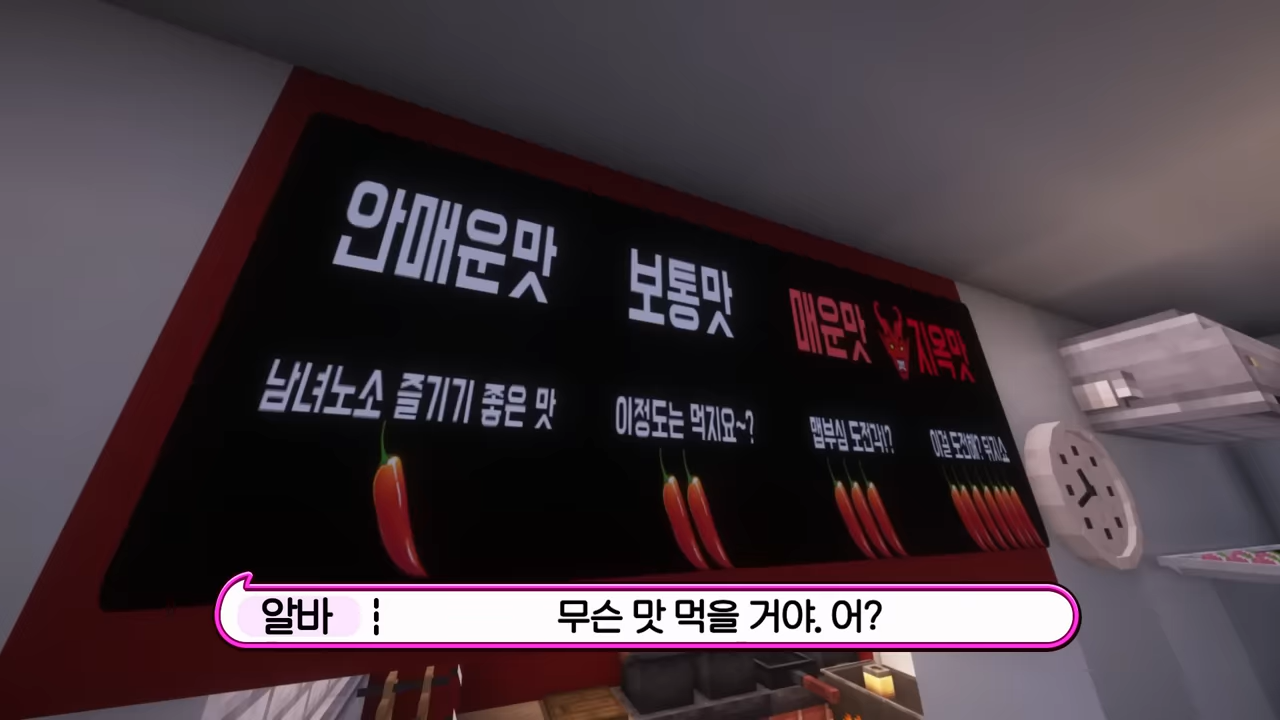 안매운맛
보통맛
매운맛
지옥맛
남녀노소 즐기기 좋은 맛
이정도는 먹지요~?
맵부심 도전각!?
이걸 도전해? 뒤지소
알바
무슨 맛 먹을 거야. 어?